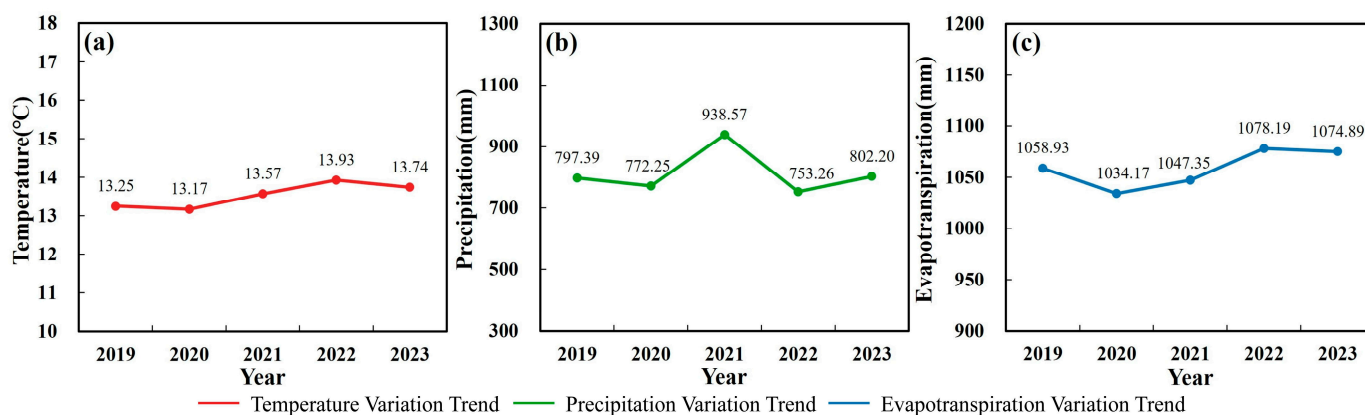 (a)
Temperature(℃)
18
17
16
15
14
13
12
11
10
13.25
13.17
13.57
13.93
13.74
2019 2020 2021 2022 2023
Year
(b)
Precipitation(mm)
1300
1100
900
700
500
300
797.39
772.25
938.57
753.26
802.20
2019 2020 2021 2022 2023
Year
(c)
Evapotranspiration(mm)
1200
1150
1100
1050
1000
950
900
1058.93
1034.17
1047.35
1078.19
1074.89
2019 2020 2021 2022 2023
Year
Temperature Variation Trend Precipitation Variation Trend Evapotranspiration Variation Trend